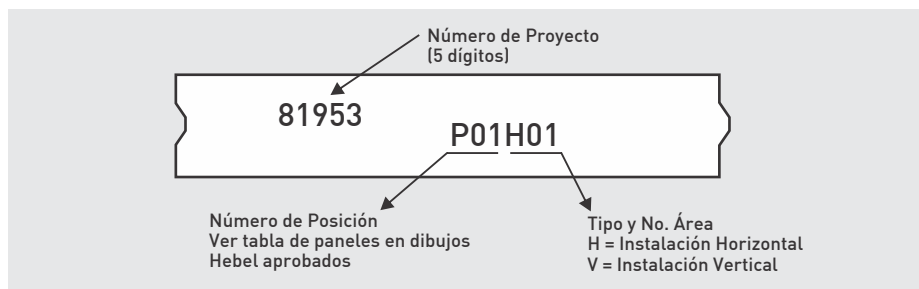 Número de Proyecto
(5 dígitos)
81953
P01H01
Número de Posición
Ver tabla de paneles en dibujos
Hebel aprobados
Tipo y No. Área
H = Instalación Horizontal
V = Instalación Vertical